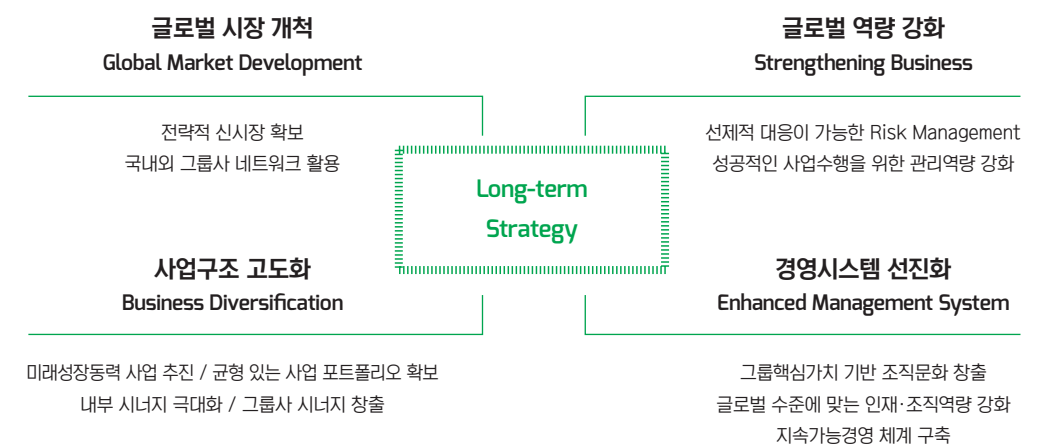 글로벌 시장 개척
Global Market Development
전략적 신시장 확보
국내외 그룹사 네트워크 활용
글로벌 역량 강화
Strengthening Business
선제적 대응이 가능한 Risk Management
성공적인 사업수행을 위한 관리역량 강화
Long-term
Strategy
사업구조 고도화
Business Diversification
미래성장동력 사업 추진 / 균형 있는 사업 포트폴리오 확보
내부 시너지 극대화 / 그룹사 시너지 창출
경영시스템 선진화
Enhanced Management System
그룹핵심가치 기반 조직문화 창출
글로벌 수준에 맞는 인재·조직역량 강화
지속가능경영 체계 구축